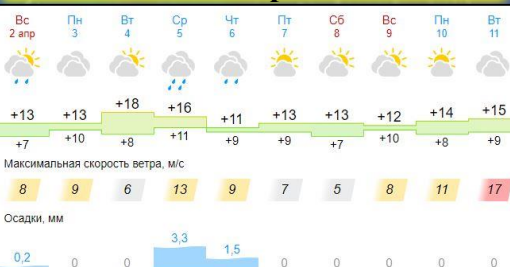 Вс Пн Вт Ср Чт Пт Сб Вс Пн Вт
2 апр 3 4 5 6 7 8 9 10 11
+13 +13 +18 +16 +11 +13 +13 +12 +14 +15
+7 +10 +8 +11 +9 +9 +7 +10 +8 +9
Максимальная скорость ветра, м/с
8 9 6 13 9 7 5 8 11 17
Осадки, мм
0,2 0 0 3,3 1,5 0 0 0 0 0